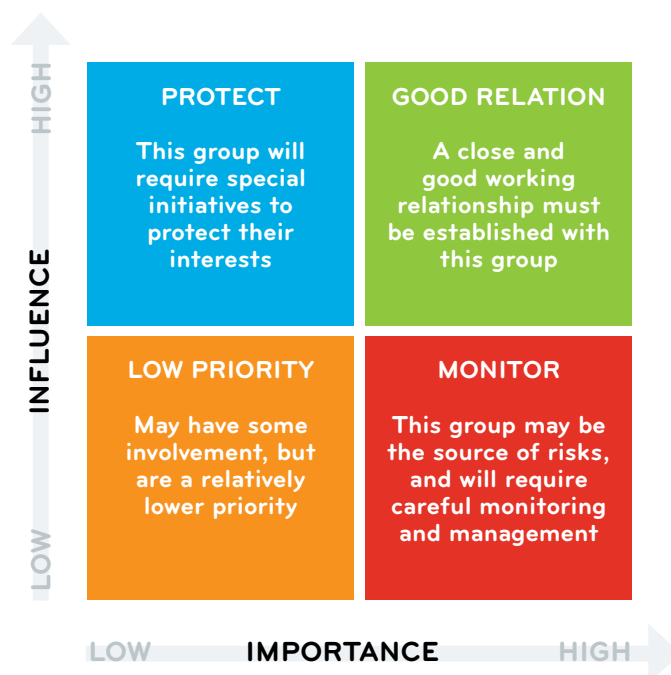 HIGH
INFLUENCE
LOW
PROTECT
This group will
require special
initiatives to
protect their
interests
GOOD RELATION
A close and
good working
relationship must
be established with
this group
LOW PRIORITY
May have some
involvement, but
are a relatively
lower priority
MONITOR
This group may be
the source of risks,
and will require
careful monitoring
and management
LOW
IMPORTANCE
HIGH